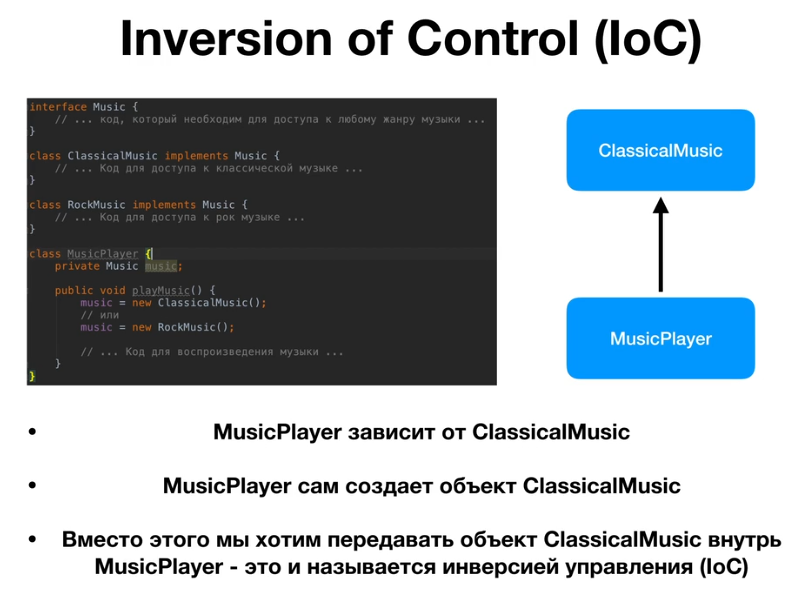 Inversion of Control (IoC)
interface Music {
// ... код, который необходим для доступа к любому жанру музыки ...
}
class ClassicalMusic implements Music {
// ... Код для доступа к классической музыке ...
}
class RockMusic implements Music {
// ... Код для доступа к рок музыке ...
}
class MusicPlayer {
private Music music;
public void playMusic() {
music = new ClassicalMusic();
// или
music = new RockMusic();
// ... Код для воспроизведения музыки ...
}
}
ClassicalMusic
MusicPlayer
• MusicPlayer зависит от ClassicalMusic
• MusicPlayer сам создает объект ClassicalMusic
• Вместо этого мы хотим передавать объект ClassicalMusic внутрь
MusicPlayer - это и называется инверсией управления (IoC)